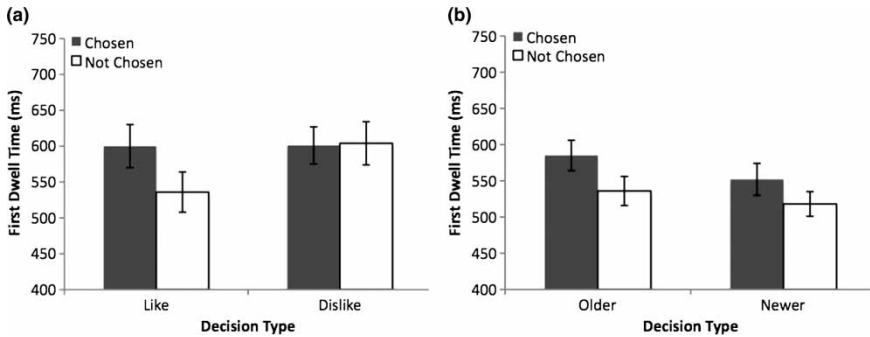 (a)
750
700
650
600
550
500
450
400
First Dwell Time (ms)
Chosen
Not Chosen
Like
Dislike
Decision Type
(b)
750
700
650
600
550
500
450
400
First Dwell Time (ms)
Chosen
Not Chosen
Older
Newer
Decision Type